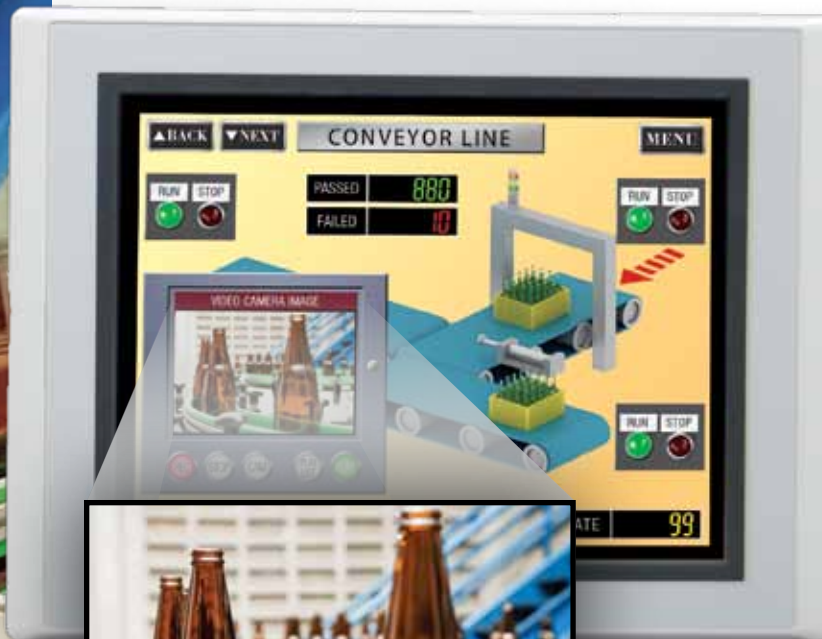 ▲BACK ▼NEXT CONVEYOR LINE MENU
RUN STOP
PASSED 880
FAILED 10
RUN STOP
VIDEO CAMERA IMAGE
RUN STOP
ATE 99